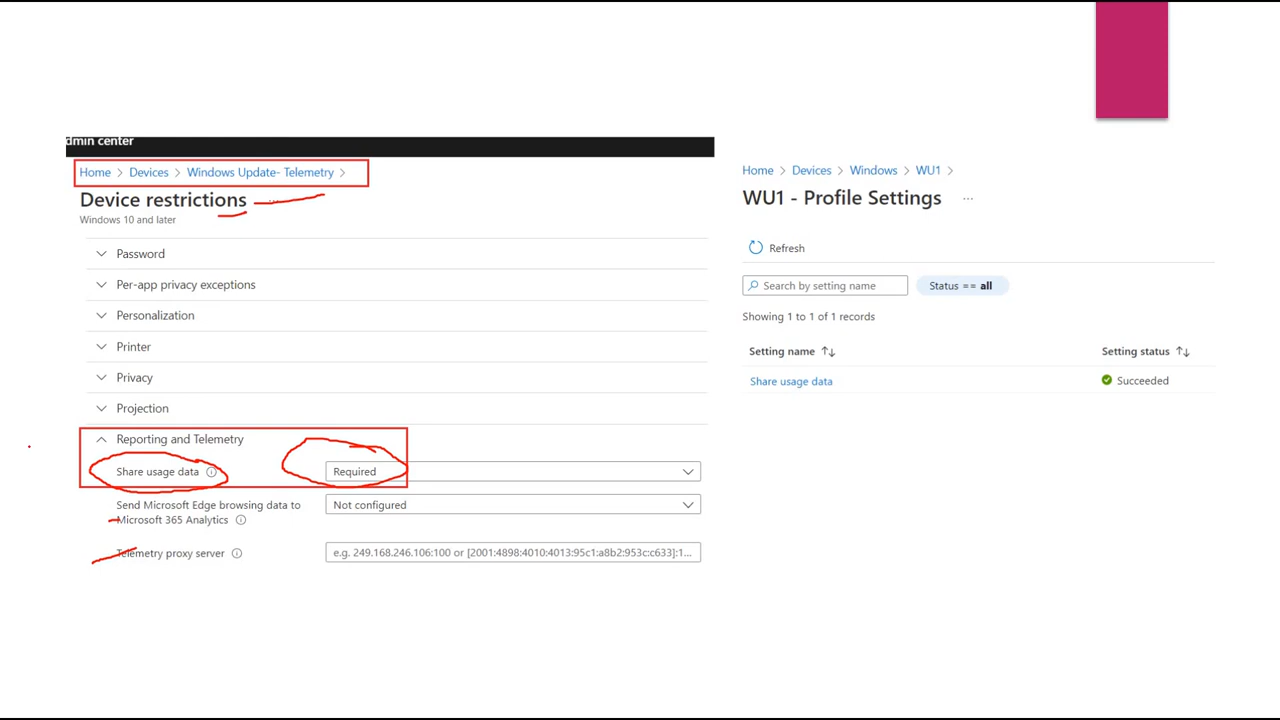 dmin center
Home > Devices > Windows Update- Telemetry >
Device restrictions ...
Windows 10 and later
Password
Per-app privacy exceptions
Personalization
Printer
Privacy
Projection
Reporting and Telemetry
Share usage data
Required
Send Microsoft Edge browsing data to
Microsoft 365 Analytics
Not configured
Telemetry proxy server
e.g. 249.168.246.106:100 or [2001:4898:4010:4013:95c1:a8b2:953c:c633]:1...
Home > Devices > Windows > WU1 >
WU1 - Profile Settings ...
Refresh
Search by setting name
Status == all
Showing 1 to 1 of 1 records
Setting name ↑↓
Setting status ↑↓
Share usage data
Succeeded